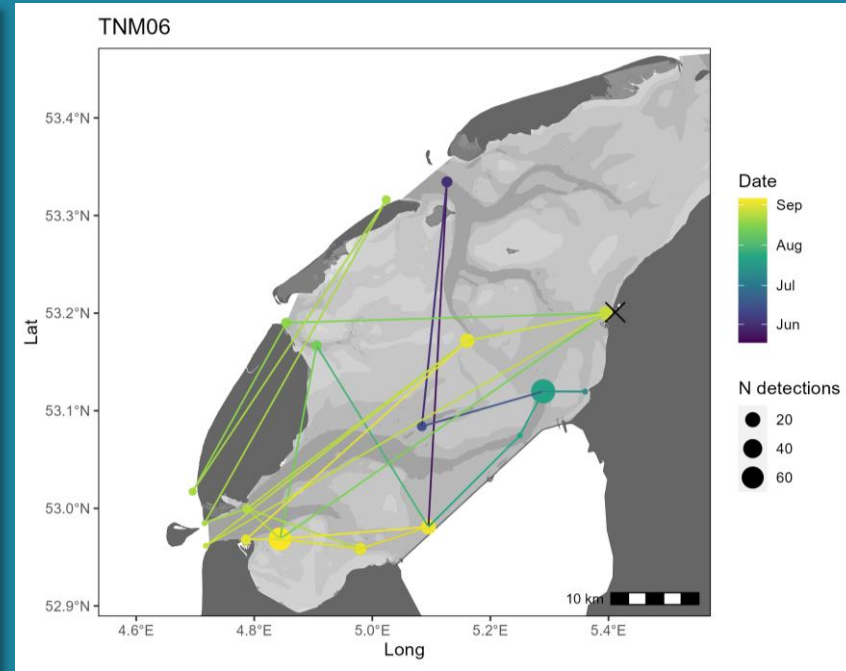 TNM06
53.4°N
53.3°N
53.2°N
53.1°N
53.0°N
52.9°N
Lat
4.6°E
4.8°E
5.0°E
5.2°E
5.4°E
Long
10 km
Date
Sep
Aug
Jul
Jun
N detections
20
40
60